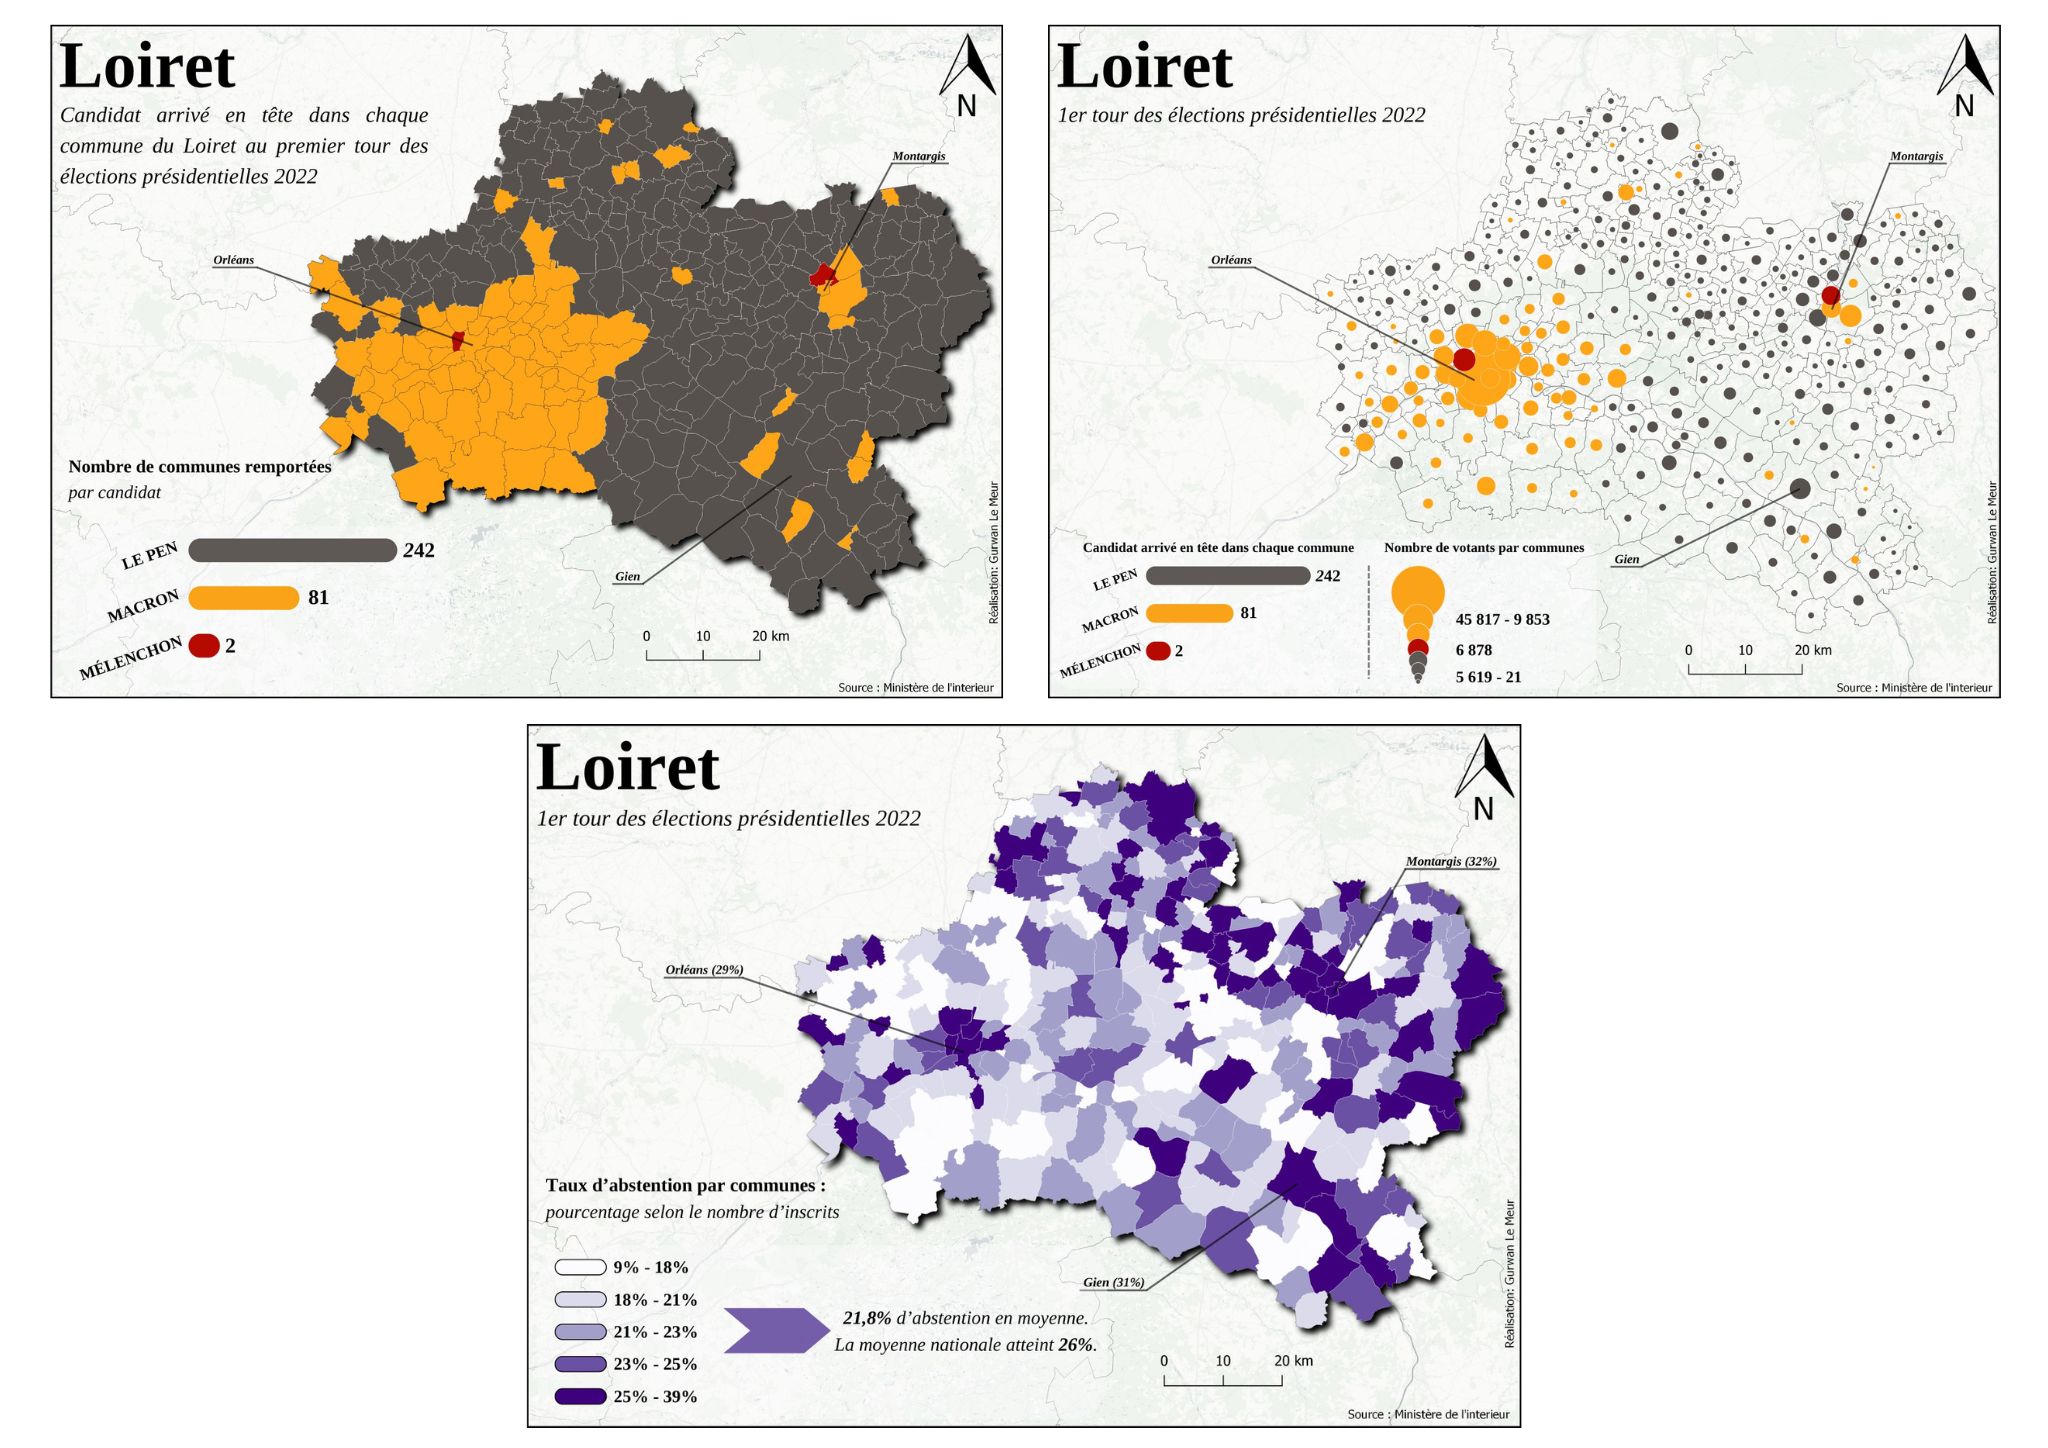 Loiret
Candidat arrivé en tête dans chaque
commune du Loiret au premier tour des
élections présidentielles 2022
N
Montargis
Orléans
Nombre de communes remportées
par candidat
LE PEN 242
MACRON 81
MÉLENCHON 2
Gien
0 10 20 km
Réalisation: Gurwan Le Meur
Source : Ministère de l'interieur
Loiret
1er tour des élections présidentielles 2022
N
Montargis
Orléans
Candidat arrivé en tête dans chaque commune
LE PEN 242
MACRON 81
MÉLENCHON 2
Nombre de votants par communes
45 817 - 9 853
6 878
5 619 - 21
Gien
0 10 20 km
Réalisation: Gurwan Le Meur
Source : Ministère de l'interieur
Loiret
1er tour des élections présidentielles 2022
N
Montargis (32%)
Orléans (29%)
Taux d’abstention par communes :
pourcentage selon le nombre d’inscrits
9% - 18%
18% - 21%
21% - 23%
23% - 25%
25% - 39%
Gien (31%)
21,8% d’abstention en moyenne.
La moyenne nationale atteint 26%.
0 10 20 km
Réalisation: Gurwan Le Meur
Source : Ministère de l'interieur